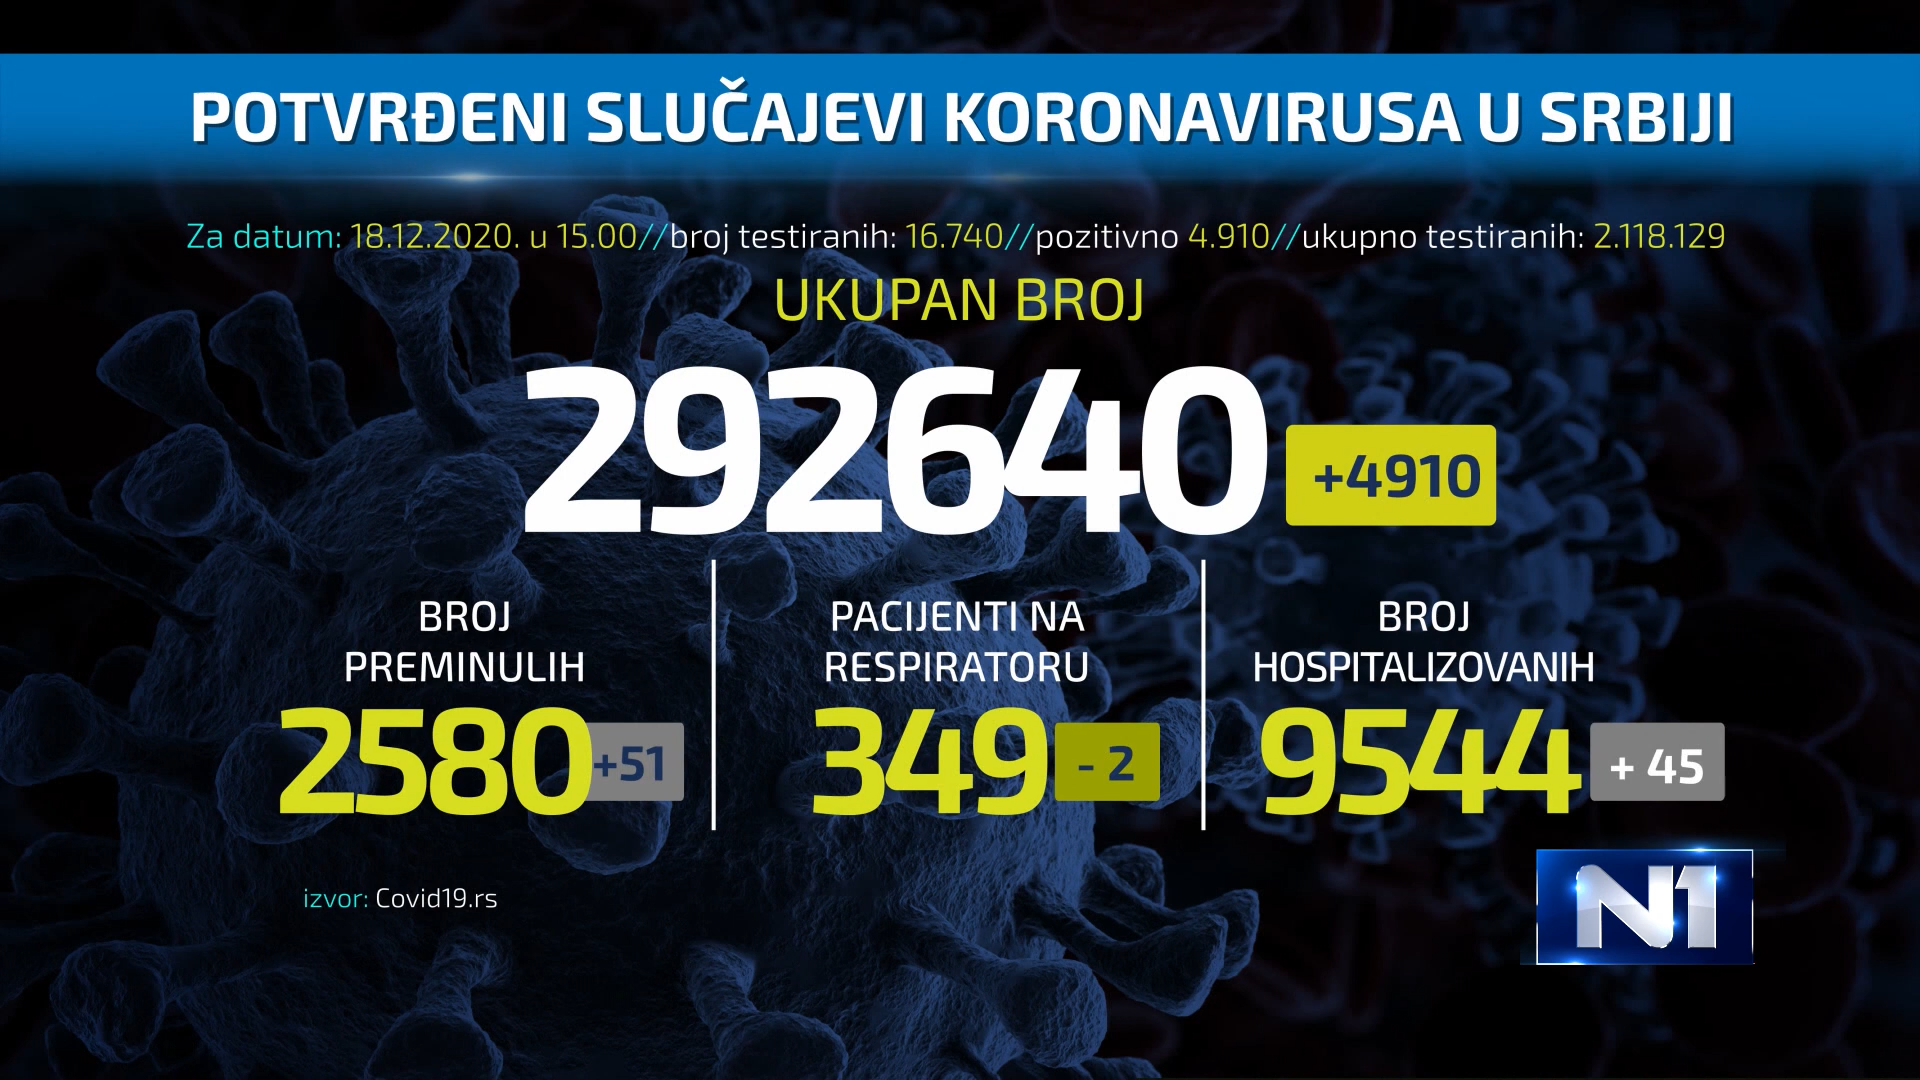 POTVRĐENI SLUČAJEVI KORONAVIRUSA U SRBIJI
Za datum: 18.12.2020. u 15.00//broj testiranih: 16.740//pozitivno 4.910//ukupno testiranih: 2.118.129
UKUPAN BROJ
292640 +4910
BROJ
PREMINULIH
2580 +51
PACIJENTI NA
RESPIRATORU
349 - 2
BROJ
HOSPITALIZOVANIH
9544 + 45
izvor: Covid19.rs
N1